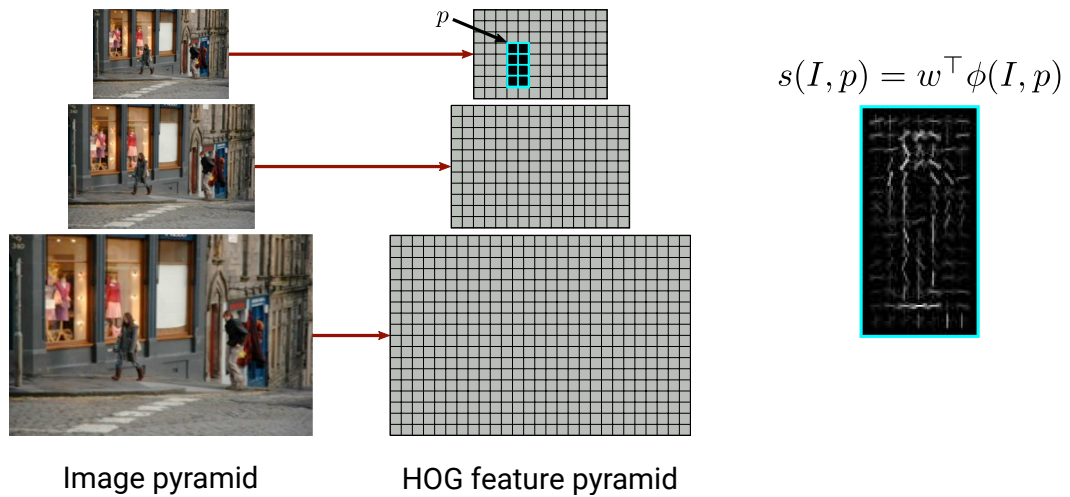 p
s(I, p) = w⊤ϕ(I, p)
Image pyramid
HOG feature pyramid